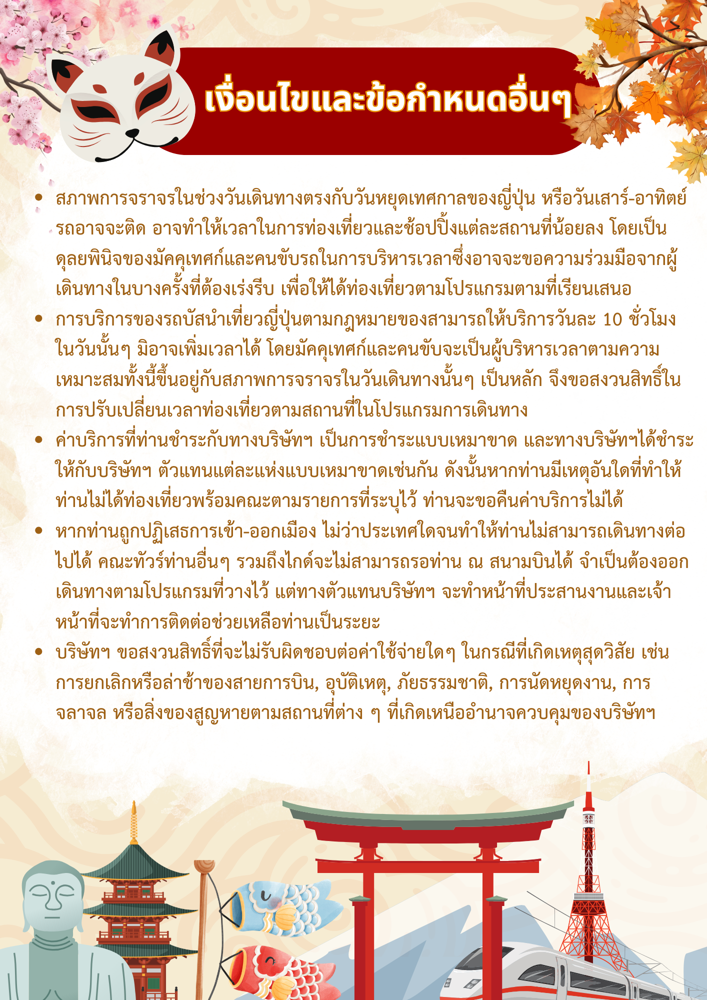 เงื่อนไขและข้อกำหนดอื่นๆ
• สภาพการจราจรในช่วงวันเดินทางตรงกับวันหยุดเทศกาลของญี่ปุ่น หรือวันเสาร์-อาทิตย์
รถอาจจะติด อาจทำให้เวลาในการท่องเที่ยวและช้อปปิ้งแต่ละสถานที่น้อยลง โดยเป็น
ดุลยพินิจของมัคคุเทศก์และคนขับรถในการบริหารเวลาซึ่งอาจจะขอความร่วมมือจากผู้
เดินทางในบางครั้งที่ต้องเร่งรีบ เพื่อให้ได้ท่องเที่ยวตามโปรแกรมตามที่เรียนเสนอ
• การบริการของรถบัสนำเที่ยวญี่ปุ่นตามกฎหมายของสามารถให้บริการวันละ 10 ชั่วโมง
ในวันนั้นๆ มิอาจเพิ่มเวลาได้ โดยมัคคุเทศก์และคนขับจะเป็นผู้บริหารเวลาตามความ
เหมาะสมทั้งนี้ขึ้นอยู่กับสภาพการจราจรในวันเดินทางนั้นๆ เป็นหลัก จึงขอสงวนสิทธิ์ใน
การปรับเปลี่ยนเวลาท่องเที่ยวตามสถานที่ในโปรแกรมการเดินทาง
• ค่าบริการที่ท่านชำระกับทางบริษัทฯ เป็นการชำระแบบเหมาขาด และทางบริษัทฯได้ชำระ
ให้กับบริษัทฯ ตัวแทนแต่ละแห่งแบบเหมาขาดเช่นกัน ดังนั้นหากท่านมีเหตุอันใดที่ทำให้
ท่านไม่ได้ท่องเที่ยวพร้อมคณะตามรายการที่ระบุไว้ ท่านจะขอคืนค่าบริการไม่ได้
• หากท่านถูกปฏิเสธการเข้า-ออกเมือง ไม่ว่าประเทศใดจนทำให้ท่านไม่สามารถเดินทางต่อ
ไปได้ คณะทัวร์ท่านอื่นๆ รวมถึงไกด์จะไม่สามารถรอท่าน ณ สนามบินได้ จำเป็นต้องออก
เดินทางตามโปรแกรมที่วางไว้ แต่ทางตัวแทนบริษัทฯ จะทำหน้าที่ประสานงานและเจ้า
หน้าที่จะทำการติดต่อช่วยเหลือท่านเป็นระยะ
• บริษัทฯ ขอสงวนสิทธิ์ที่จะไม่รับผิดชอบต่อค่าใช้จ่ายใดๆ ในกรณีที่เกิดเหตุสุดวิสัย เช่น
การยกเลิกหรือล่าช้าของสายการบิน, อุบัติเหตุ, ภัยธรรมชาติ, การนัดหยุดงาน, การ
จลาจล หรือสิ่งของสูญหายตามสถานที่ต่าง ๆ ที่เกิดเหนืออำนาจควบคุมของบริษัทฯ